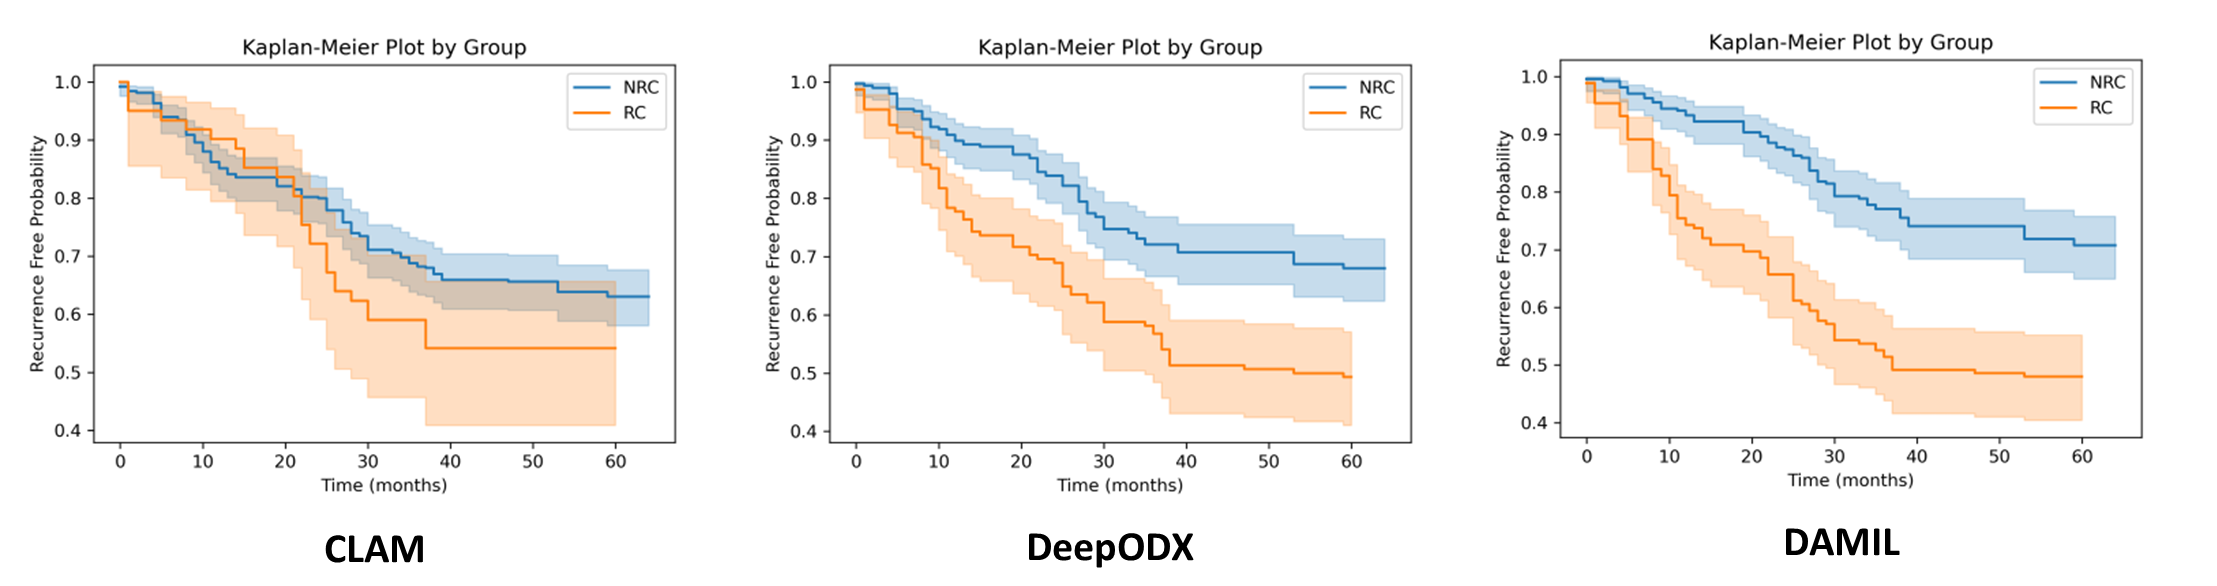 Kaplan-Meier Plot by Group
Recurrence Free Probability
1.0
0.9
0.8
0.7
0.6
0.5
0.4
NRC
RC
0 10 20 30 40 50 60
Time (months)
CLAM
Kaplan-Meier Plot by Group
Recurrence Free Probability
1.0
0.9
0.8
0.7
0.6
0.5
0.4
NRC
RC
0 10 20 30 40 50 60
Time (months)
DeepODX
Kaplan-Meier Plot by Group
Recurrence Free Probability
1.0
0.9
0.8
0.7
0.6
0.5
0.4
NRC
RC
0 10 20 30 40 50 60
Time (months)
DAMIL